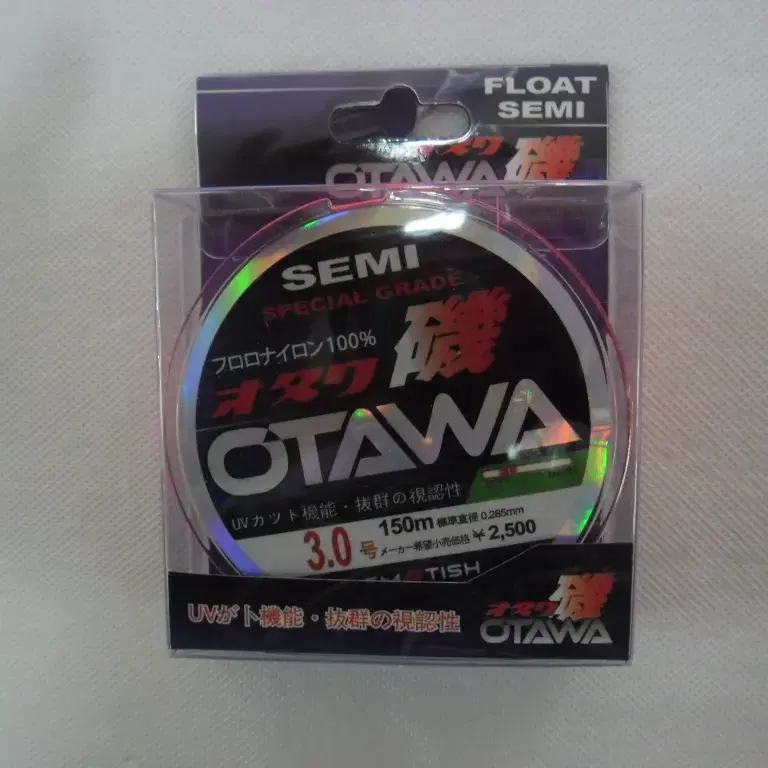 FLOAT
SEMI
オタワ 磯
OTAWA
SEMI
SPECIAL GRADE
フロロナイロン100%
オタワ 磯
OTAWA
UVカット機能・抜群の視認性
3.0号 150m 標準直径 0.285mm
メーカー希望小売価格 ¥2,500
TISH
UVが卜機能・抜群の視認性
オタワ 磯
OTAWA